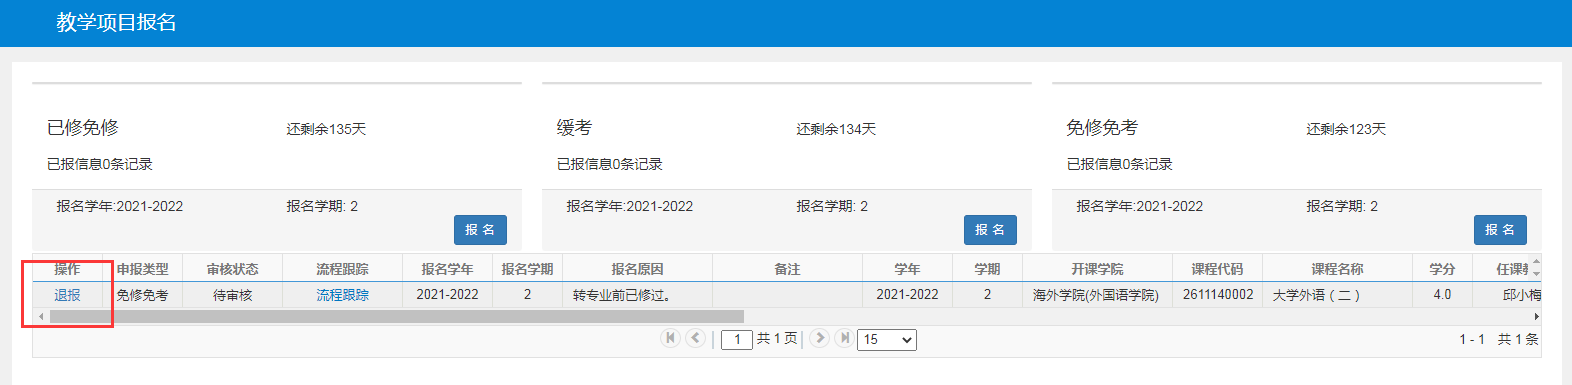 教学项目报名
已修免修 还剩余135天
已报信息0条记录
报名学年:2021-2022 报名学期: 2
报 名
缓考 还剩余134天
已报信息0条记录
报名学年:2021-2022 报名学期: 2
报 名
免修免考 还剩余123天
已报信息0条记录
报名学年:2021-2022 报名学期: 2
报 名
操作 申报类型 审核状态 流程跟踪 报名学年 报名学期 报名原因 备注 学年 学期 开课学院 课程代码 课程名称 学分 任课
退报 免修免考 待审核 流程跟踪 2021-2022 2 转专业前已修过。 2021-2022 2 海外学院(外国语学院) 2611140002 大学外语（二） 4.0 邱小梅
1 共 1 页 15 1 - 1 共 1 条